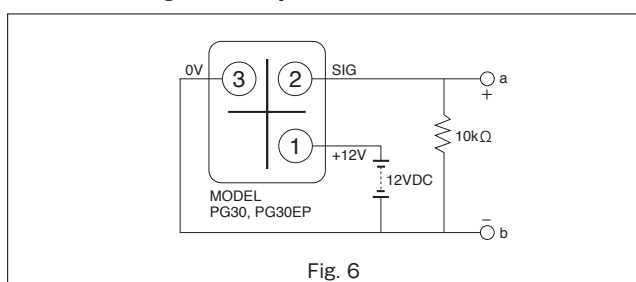 0V
3
2
SIG
a
+
10kΩ
1
+12V
12VDC
MODEL
PG30, PG30EP
−
b
Fig. 6